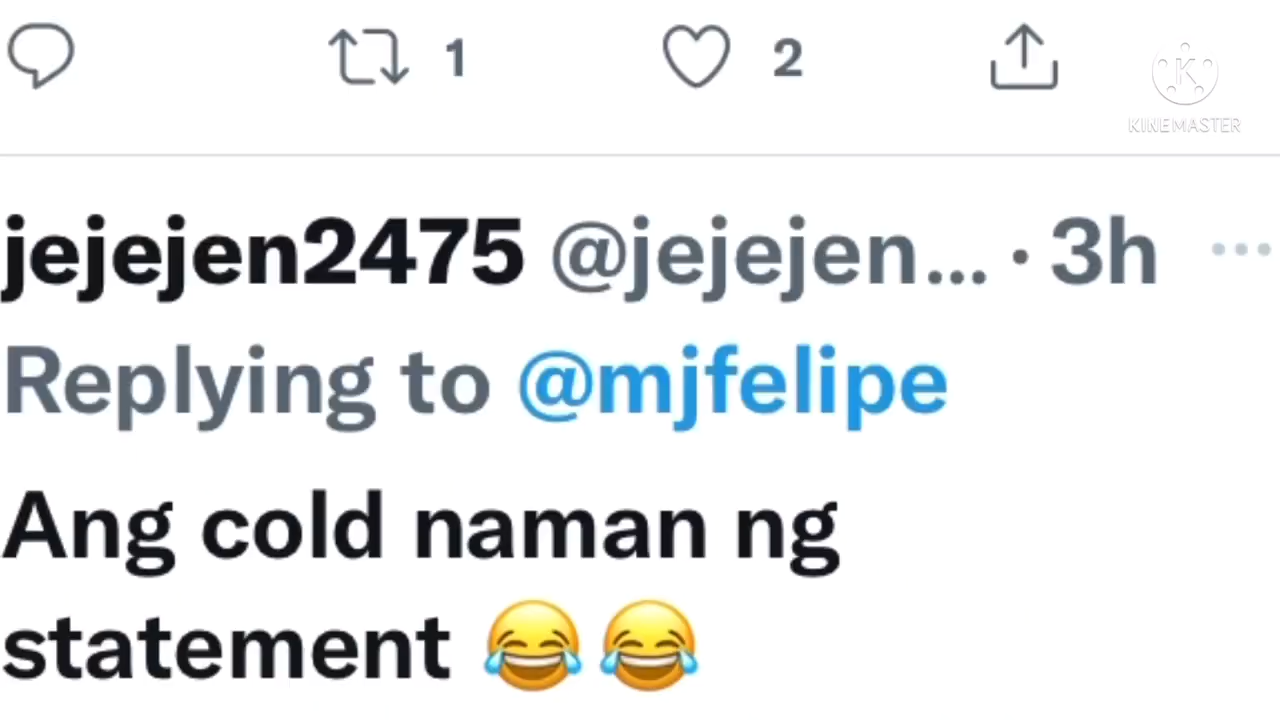 1 2
KINEMASTER
jejejen2475 @jejejen... · 3h
Replying to @mjfelipe
Ang cold naman ng
statement 😂😂